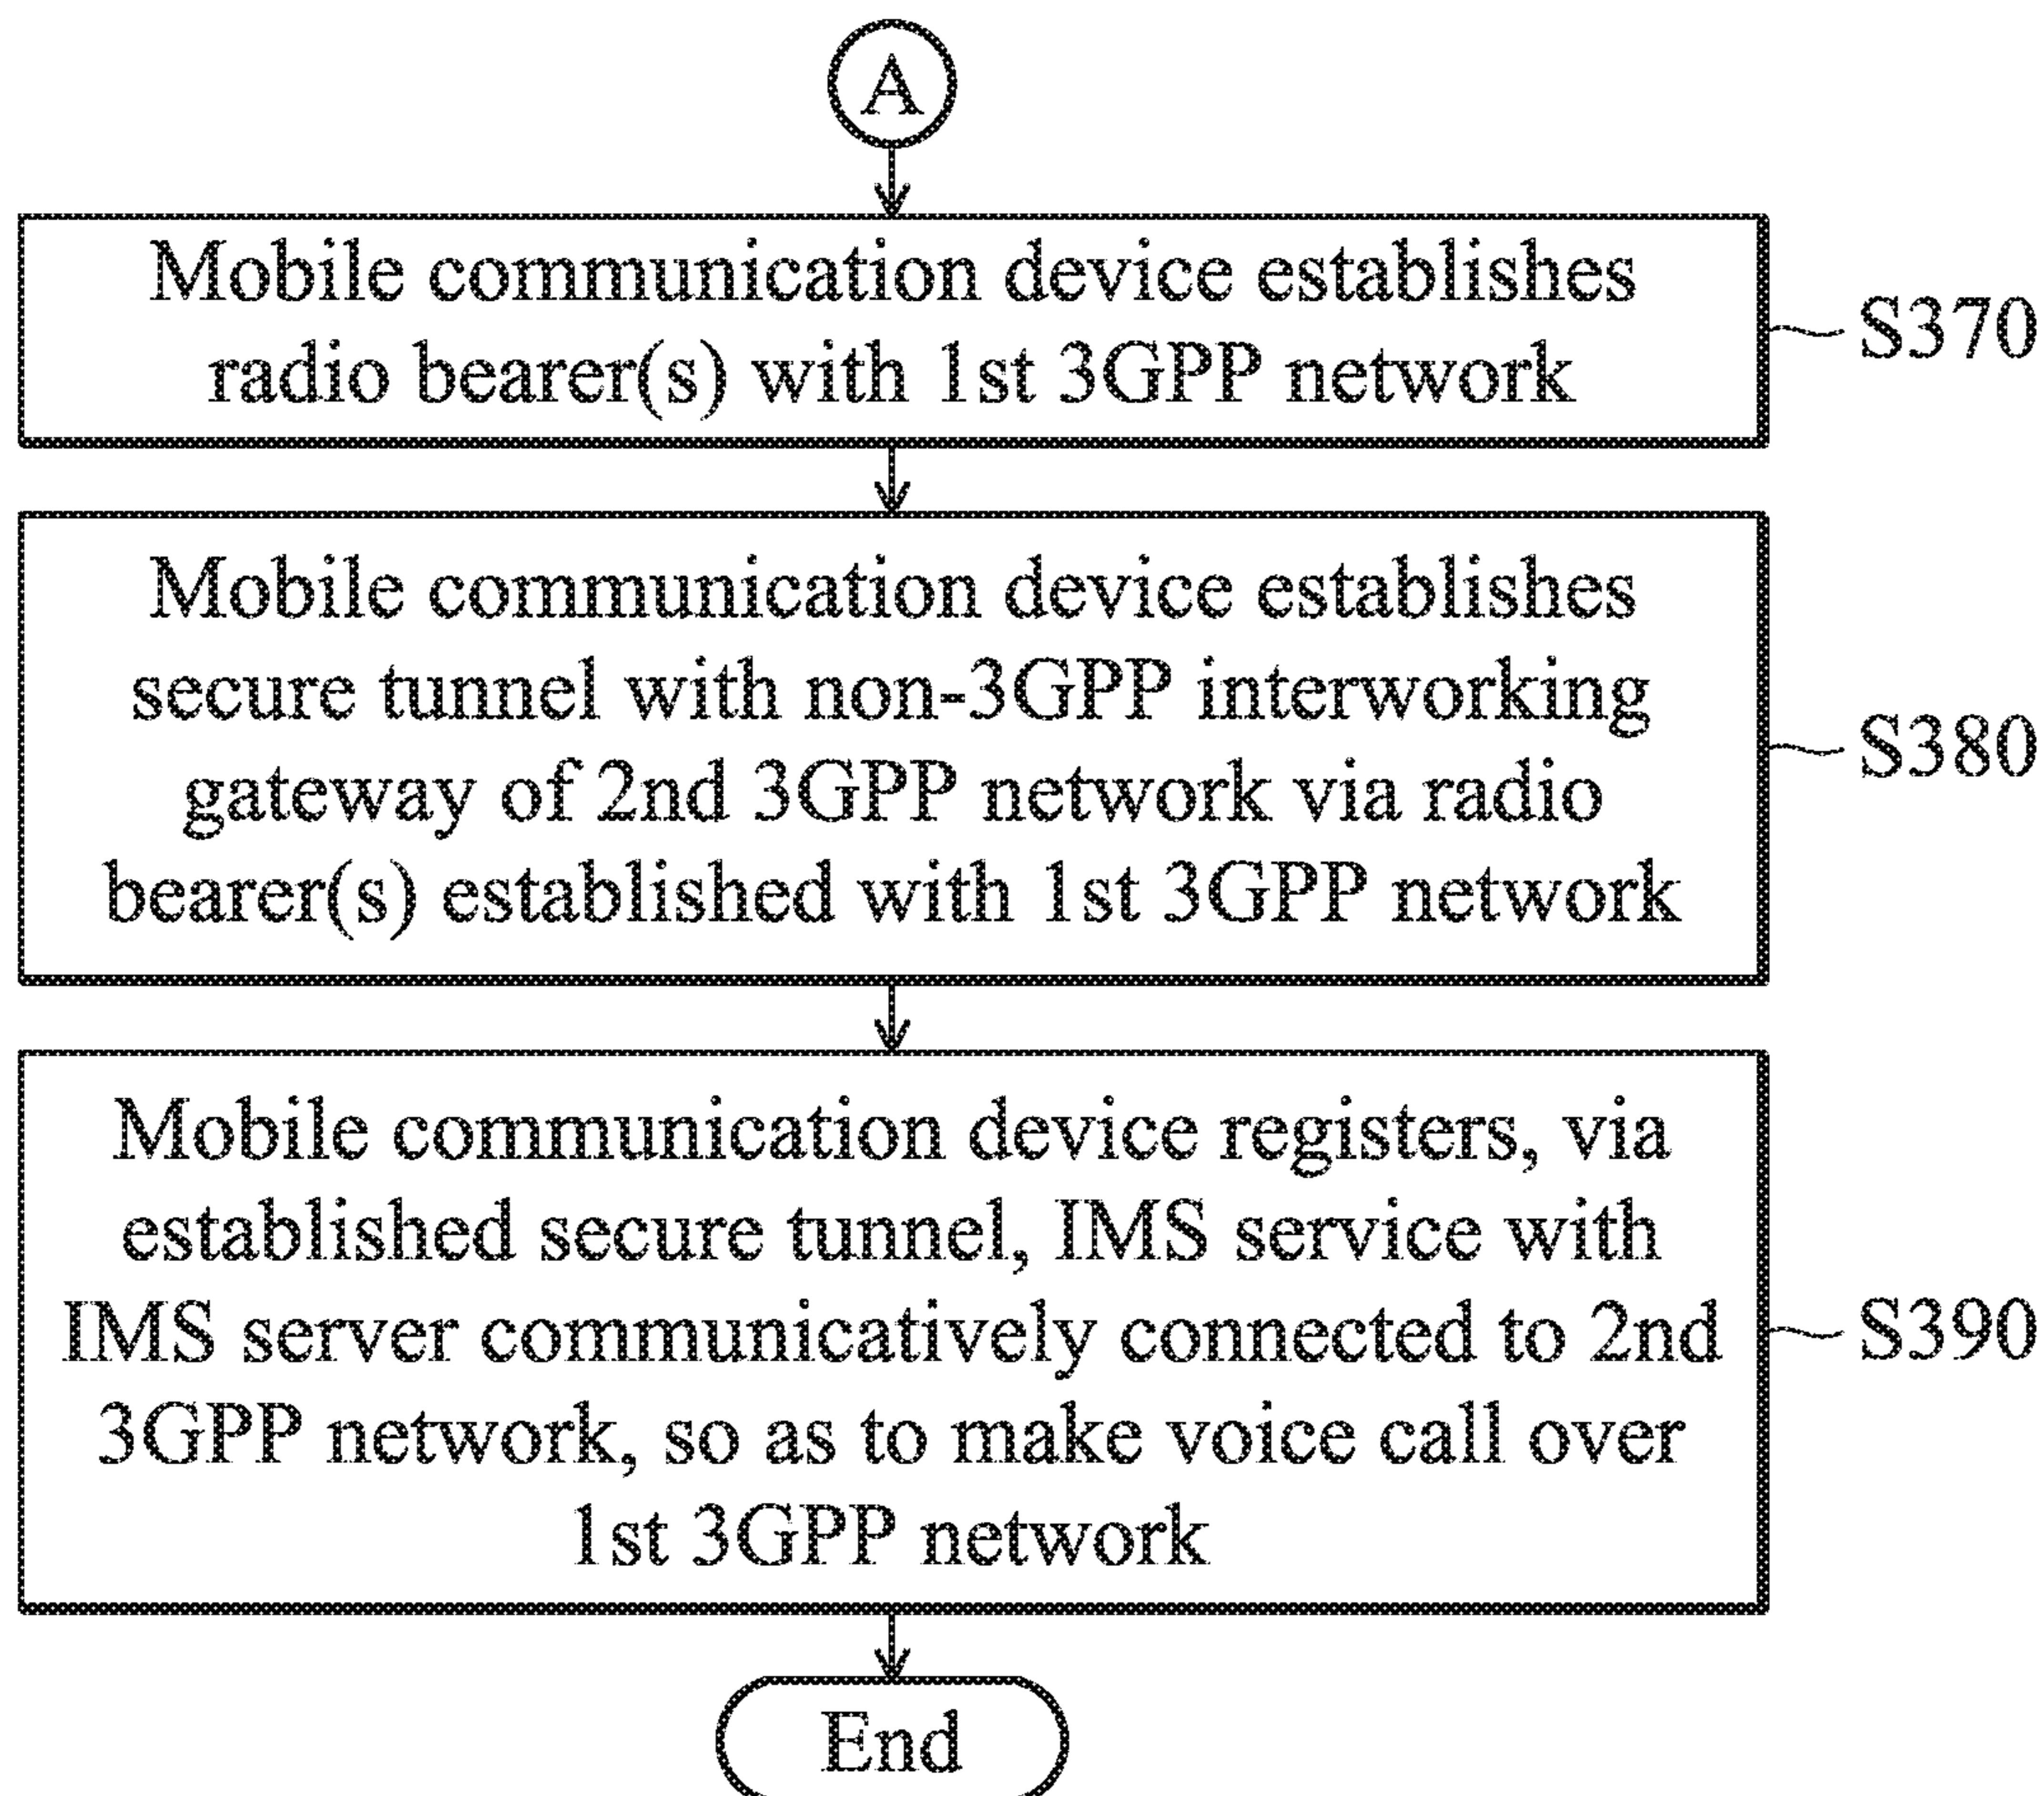 A
Mobile communication device establishes
radio bearer(s) with 1st 3GPP network
S370
Mobile communication device establishes
secure tunnel with non-3GPP interworking
gateway of 2nd 3GPP network via radio
bearer(s) established with 1st 3GPP network
S380
Mobile communication device registers, via
established secure tunnel, IMS service with
IMS server communicatively connected to 2nd
3GPP network, so as to make voice call over
1st 3GPP network
S390
End